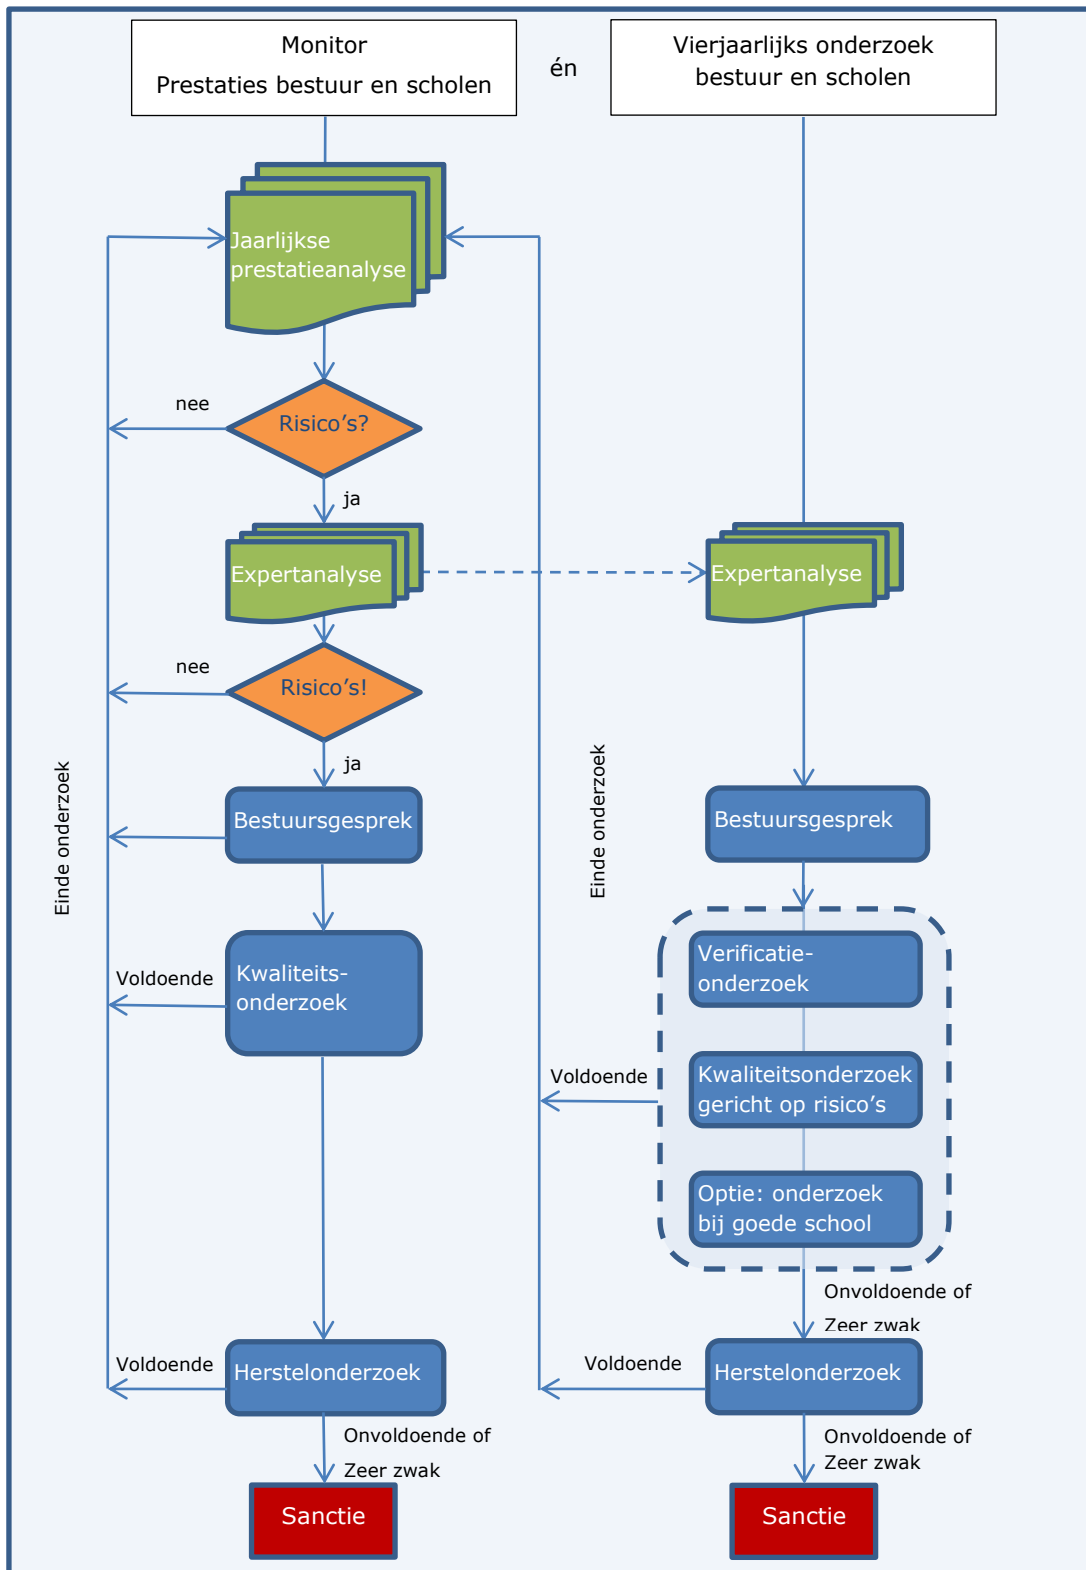 Monitor
Prestaties bestuur en scholen
én
Vierjaarlijks onderzoek
bestuur en scholen
Jaarlijkse
prestatieanalyse
nee
Risico's?
ja
Expertanalyse
Expertanalyse
nee
Risico's!
ja
Einde onderzoek
Bestuursgesprek
Einde onderzoek
Bestuursgesprek
Voldoende
Kwaliteits-
onderzoek
Verificatie-
onderzoek
Voldoende
Kwaliteitsonderzoek
gericht op risico's
Optie: onderzoek
bij goede school
Onvoldoende of
Zeer zwak
Voldoende
Herstelonderzoek
Voldoende
Herstelonderzoek
Onvoldoende of
Zeer zwak
Onvoldoende of
Zeer zwak
Sanctie
Sanctie